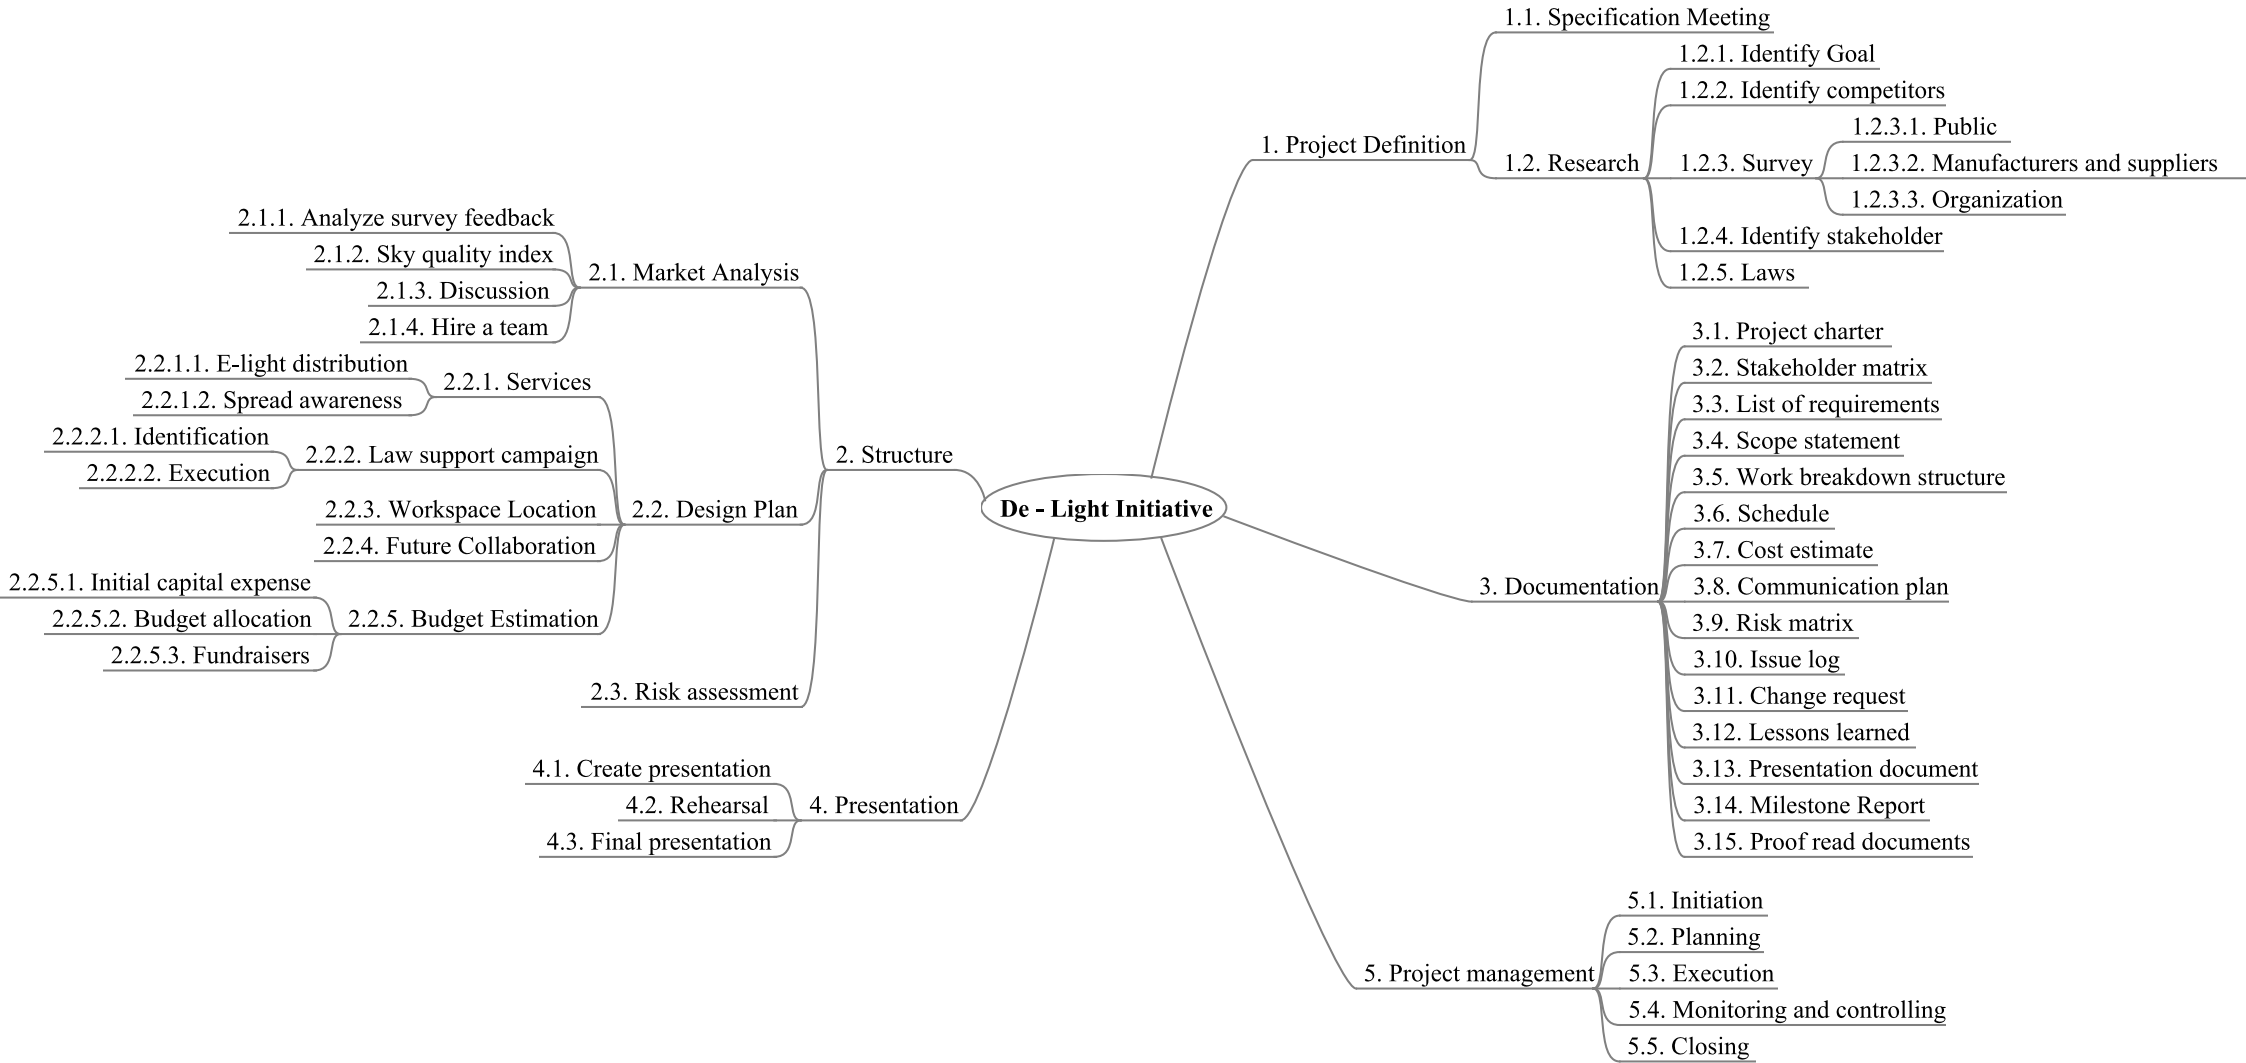 De - Light Initiative
1. Project Definition
1.1. Specification Meeting
1.2. Research
1.2.1. Identify Goal
1.2.2. Identify competitors
1.2.3. Survey
1.2.3.1. Public
1.2.3.2. Manufacturers and suppliers
1.2.3.3. Organization
1.2.4. Identify stakeholder
1.2.5. Laws
2. Structure
2.1. Market Analysis
2.1.1. Analyze survey feedback
2.1.2. Sky quality index
2.1.3. Discussion
2.1.4. Hire a team
2.2. Design Plan
2.2.1. Services
2.2.1.1. E-light distribution
2.2.1.2. Spread awareness
2.2.2. Law support campaign
2.2.2.1. Identification
2.2.2.2. Execution
2.2.3. Workspace Location
2.2.4. Future Collaboration
2.2.5. Budget Estimation
2.2.5.1. Initial capital expense
2.2.5.2. Budget allocation
2.2.5.3. Fundraisers
2.3. Risk assessment
3. Documentation
3.1. Project charter
3.2. Stakeholder matrix
3.3. List of requirements
3.4. Scope statement
3.5. Work breakdown structure
3.6. Schedule
3.7. Cost estimate
3.8. Communication plan
3.9. Risk matrix
3.10. Issue log
3.11. Change request
3.12. Lessons learned
3.13. Presentation document
3.14. Milestone Report
3.15. Proof read documents
4. Presentation
4.1. Create presentation
4.2. Rehearsal
4.3. Final presentation
5. Project management
5.1. Initiation
5.2. Planning
5.3. Execution
5.4. Monitoring and controlling
5.5. Closing